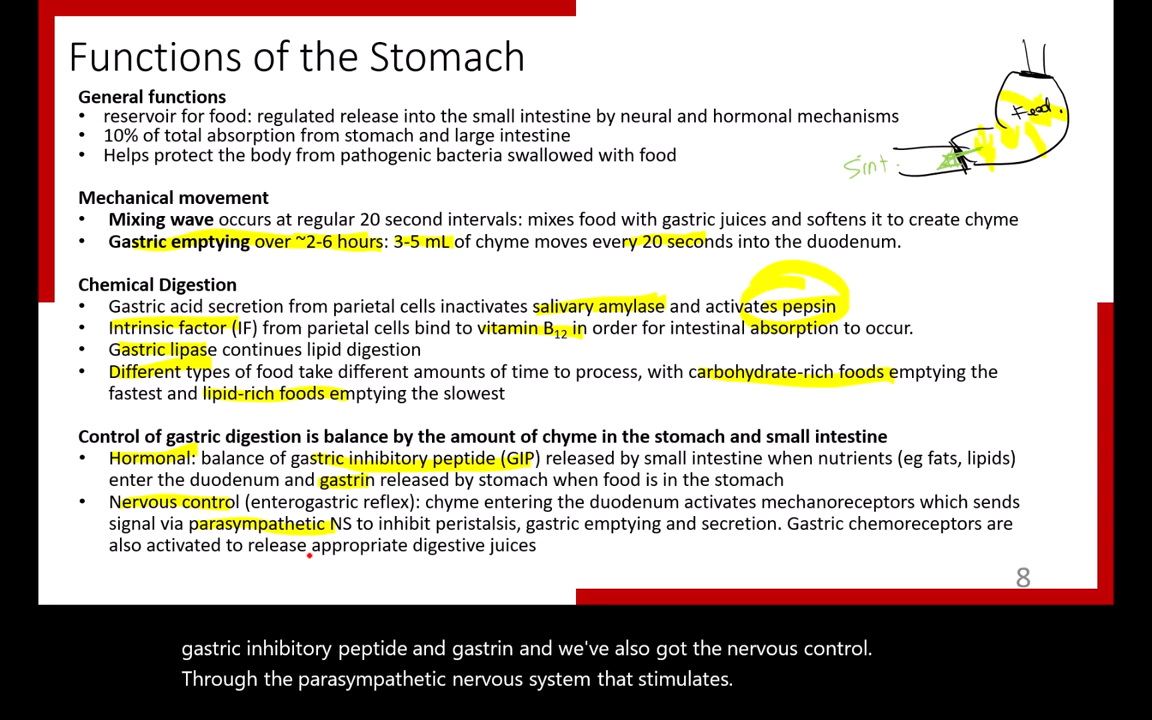 Functions of the Stomach
General functions
• reservoir for food: regulated release into the small intestine by neural and hormonal mechanisms
• 10% of total absorption from stomach and large intestine
• Helps protect the body from pathogenic bacteria swallowed with food
Food.
Sint.
Mechanical movement
• Mixing wave occurs at regular 20 second intervals: mixes food with gastric juices and softens it to create chyme
• Gastric emptying over ~2-6 hours: 3-5 mL of chyme moves every 20 seconds into the duodenum.
Chemical Digestion
• Gastric acid secretion from parietal cells inactivates salivary amylase and activates pepsin
• Intrinsic factor (IF) from parietal cells bind to vitamin B12 in order for intestinal absorption to occur.
• Gastric lipase continues lipid digestion
• Different types of food take different amounts of time to process, with carbohydrate-rich foods emptying the
fastest and lipid-rich foods emptying the slowest
Control of gastric digestion is balance by the amount of chyme in the stomach and small intestine
• Hormonal: balance of gastric inhibitory peptide (GIP) released by small intestine when nutrients (eg fats, lipids)
enter the duodenum and gastrin released by stomach when food is in the stomach
• Nervous control (enterogastric reflex): chyme entering the duodenum activates mechanoreceptors which sends
signal via parasympathetic NS to inhibit peristalsis, gastric emptying and secretion. Gastric chemoreceptors are
also activated to release appropriate digestive juices
8
gastric inhibitory peptide and gastrin and we've also got the nervous control.
Through the parasympathetic nervous system that stimulates.